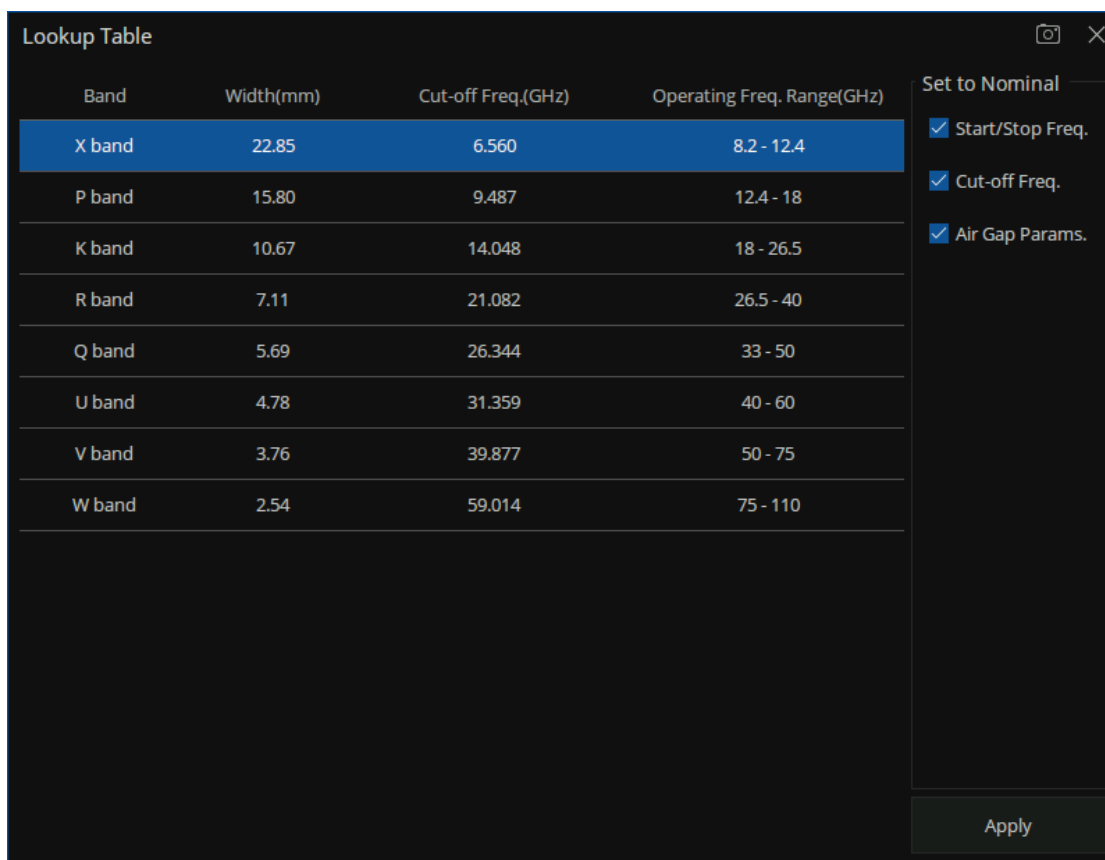 Lookup Table
Band Width(mm) Cut-off Freq.(GHz) Operating Freq. Range(GHz)
X band 22.85 6.560 8.2 - 12.4
P band 15.80 9.487 12.4 - 18
K band 10.67 14.048 18 - 26.5
R band 7.11 21.082 26.5 - 40
Q band 5.69 26.344 33 - 50
U band 4.78 31.359 40 - 60
V band 3.76 39.877 50 - 75
W band 2.54 59.014 75 - 110
Set to Nominal
Start/Stop Freq.
Cut-off Freq.
Air Gap Params.
Apply